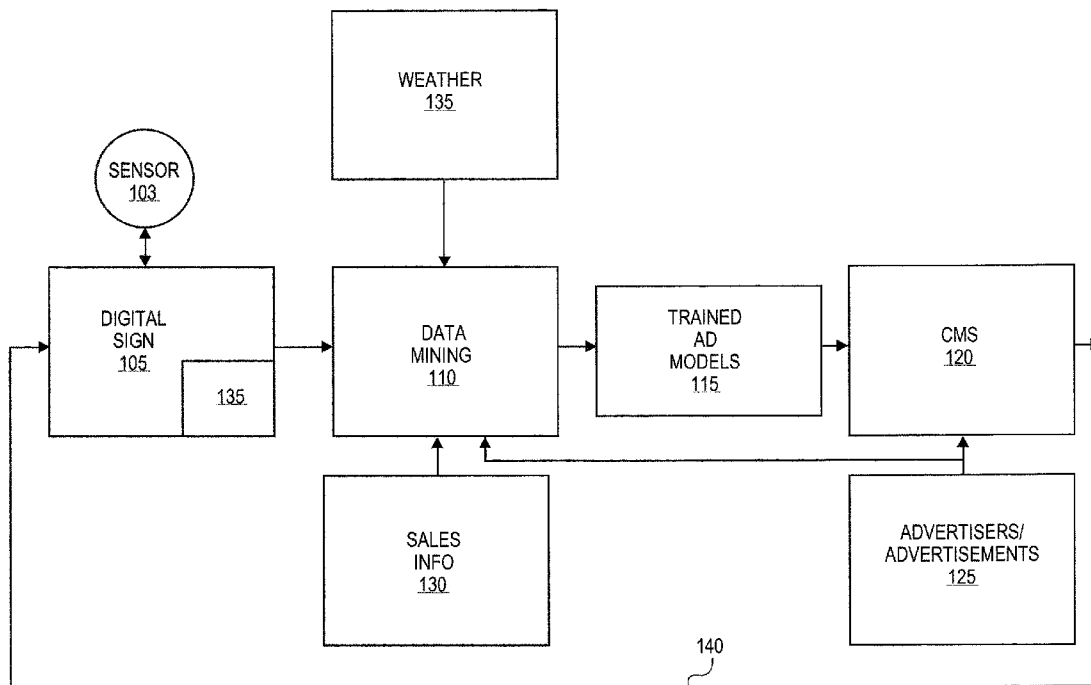 WEATHER
135
SENSOR
103
DIGITAL
SIGN
105
135
DATA
MINING
110
TRAINED
AD
MODELS
115
CMS
120
SALES
INFO
130
ADVERTISERS/
ADVERTISEMENTS
125
140